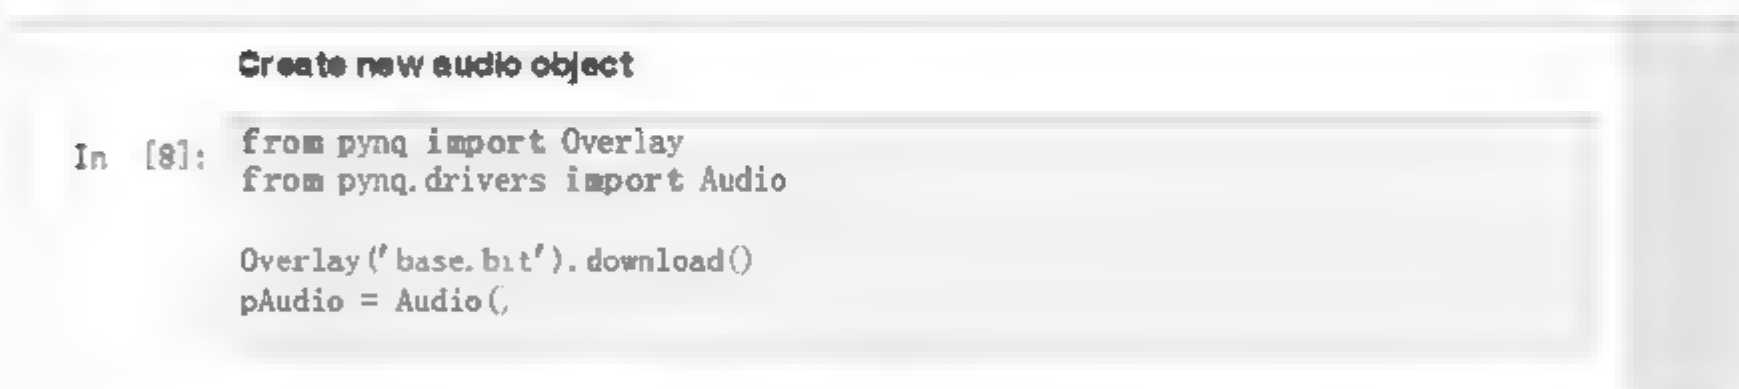 Create new audio object
In [8]:
from pynq import Overlay
from pynq.drivers import Audio
Overlay('base.bit').download()
pAudio = Audio(